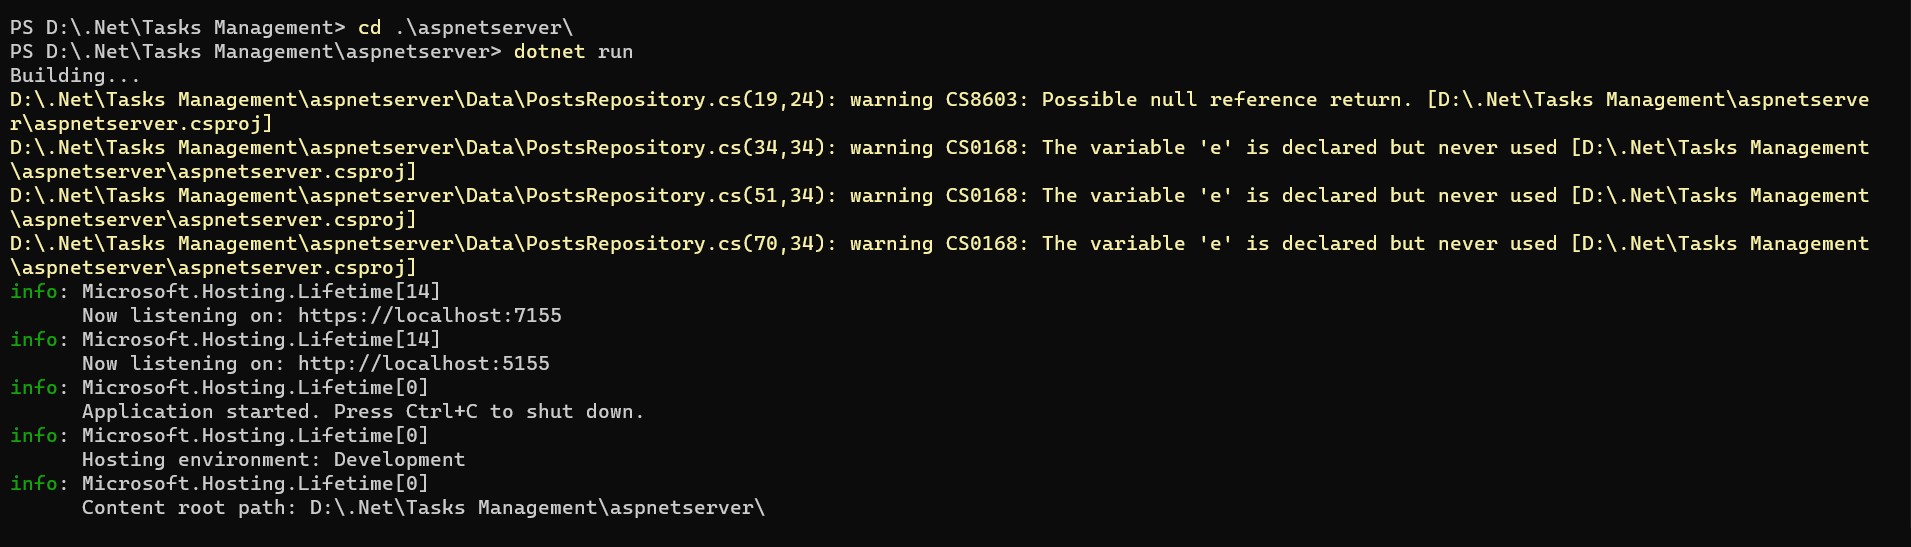 PS D:\.Net\Tasks Management> cd .\aspnetserver\
PS D:\.Net\Tasks Management\aspnetserver> dotnet run
Building...
D:\.Net\Tasks Management\aspnetserver\Data\PostsRepository.cs(19,24): warning CS8603: Possible null reference return. [D:\.Net\Tasks Management\aspnetserve
r\aspnetserver.csproj]
D:\.Net\Tasks Management\aspnetserver\Data\PostsRepository.cs(34,34): warning CS0168: The variable 'e' is declared but never used [D:\.Net\Tasks Management
\aspnetserver\aspnetserver.csproj]
D:\.Net\Tasks Management\aspnetserver\Data\PostsRepository.cs(51,34): warning CS0168: The variable 'e' is declared but never used [D:\.Net\Tasks Management
\aspnetserver\aspnetserver.csproj]
D:\.Net\Tasks Management\aspnetserver\Data\PostsRepository.cs(70,34): warning CS0168: The variable 'e' is declared but never used [D:\.Net\Tasks Management
\aspnetserver\aspnetserver.csproj]
info: Microsoft.Hosting.Lifetime[14]
      Now listening on: https://localhost:7155
info: Microsoft.Hosting.Lifetime[14]
      Now listening on: http://localhost:5155
info: Microsoft.Hosting.Lifetime[0]
      Application started. Press Ctrl+C to shut down.
info: Microsoft.Hosting.Lifetime[0]
      Hosting environment: Development
info: Microsoft.Hosting.Lifetime[0]
      Content root path: D:\.Net\Tasks Management\aspnetserver\